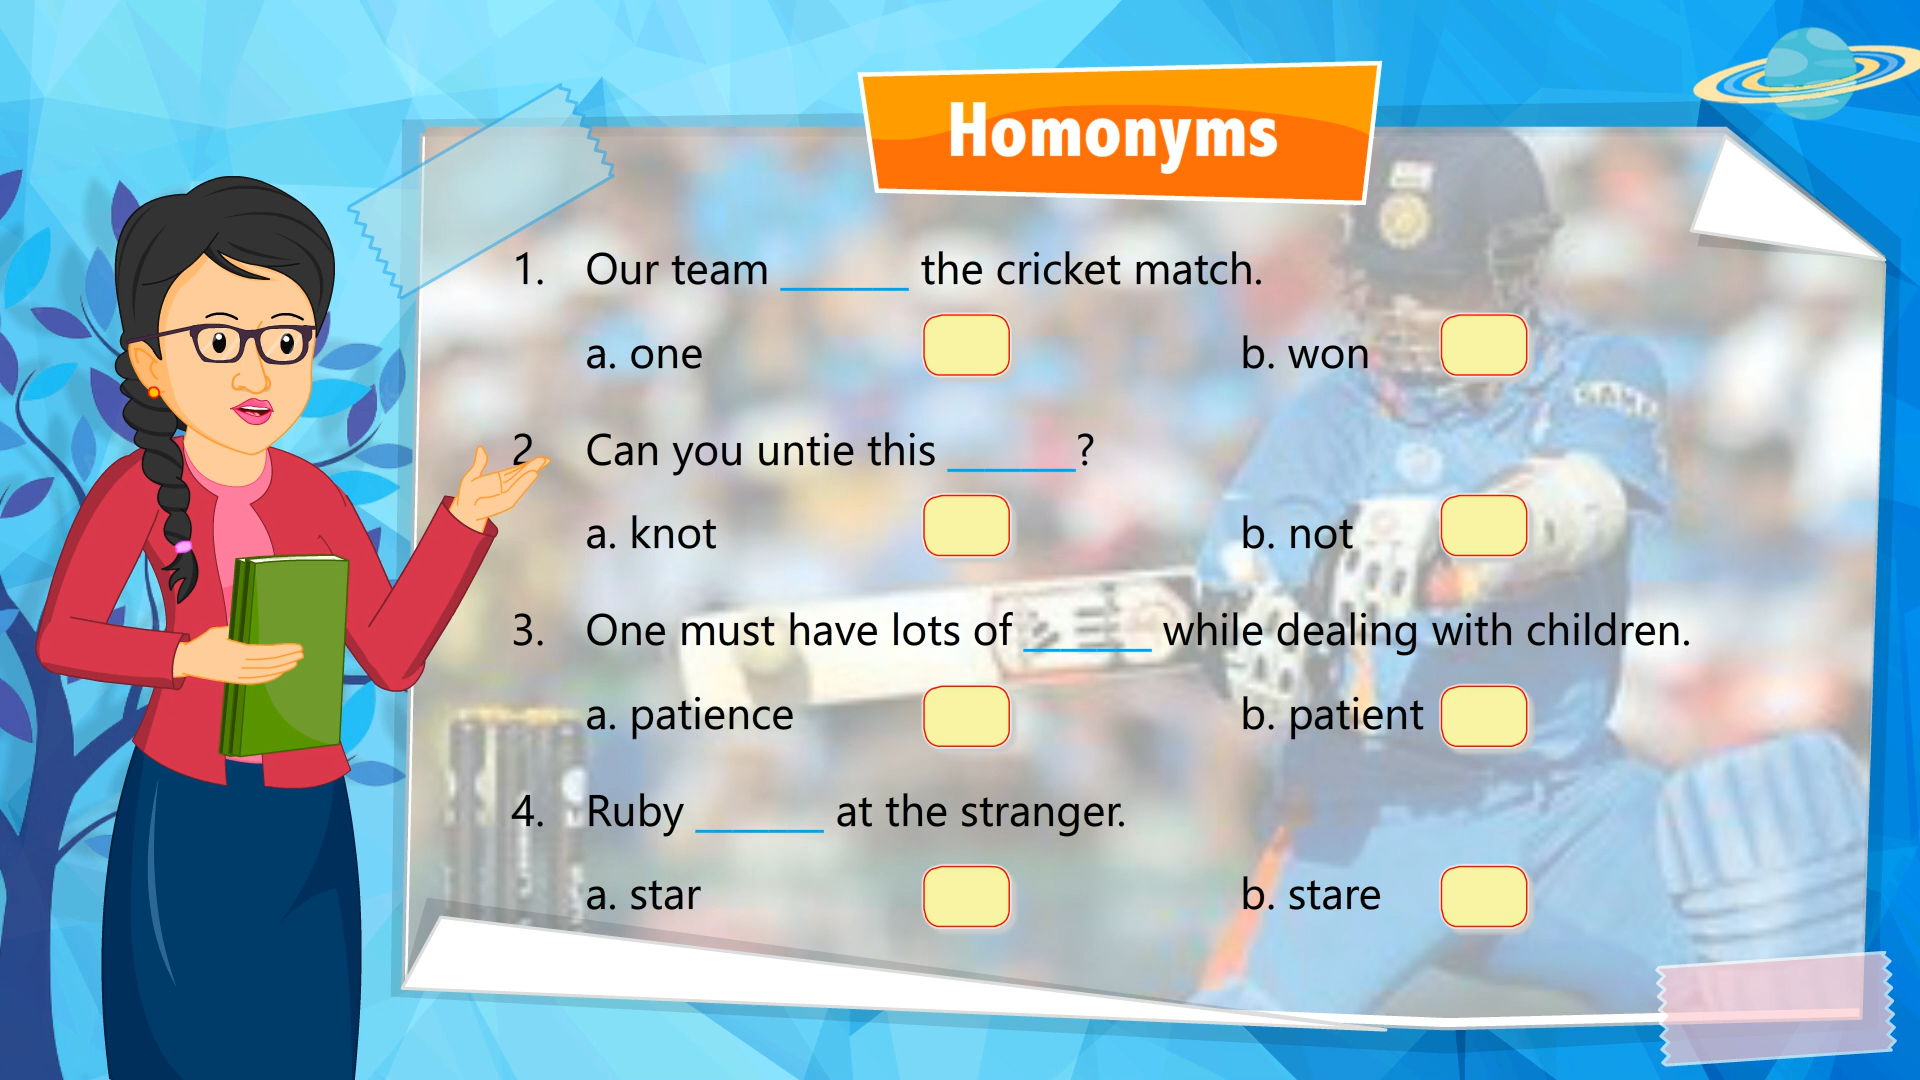 Homonyms
1. Our team ______ the cricket match.
a. one b. won
2. Can you untie this ______?
a. knot b. not
3. One must have lots of ______ while dealing with children.
a. patience b. patient
4. Ruby ______ at the stranger.
a. star b. stare